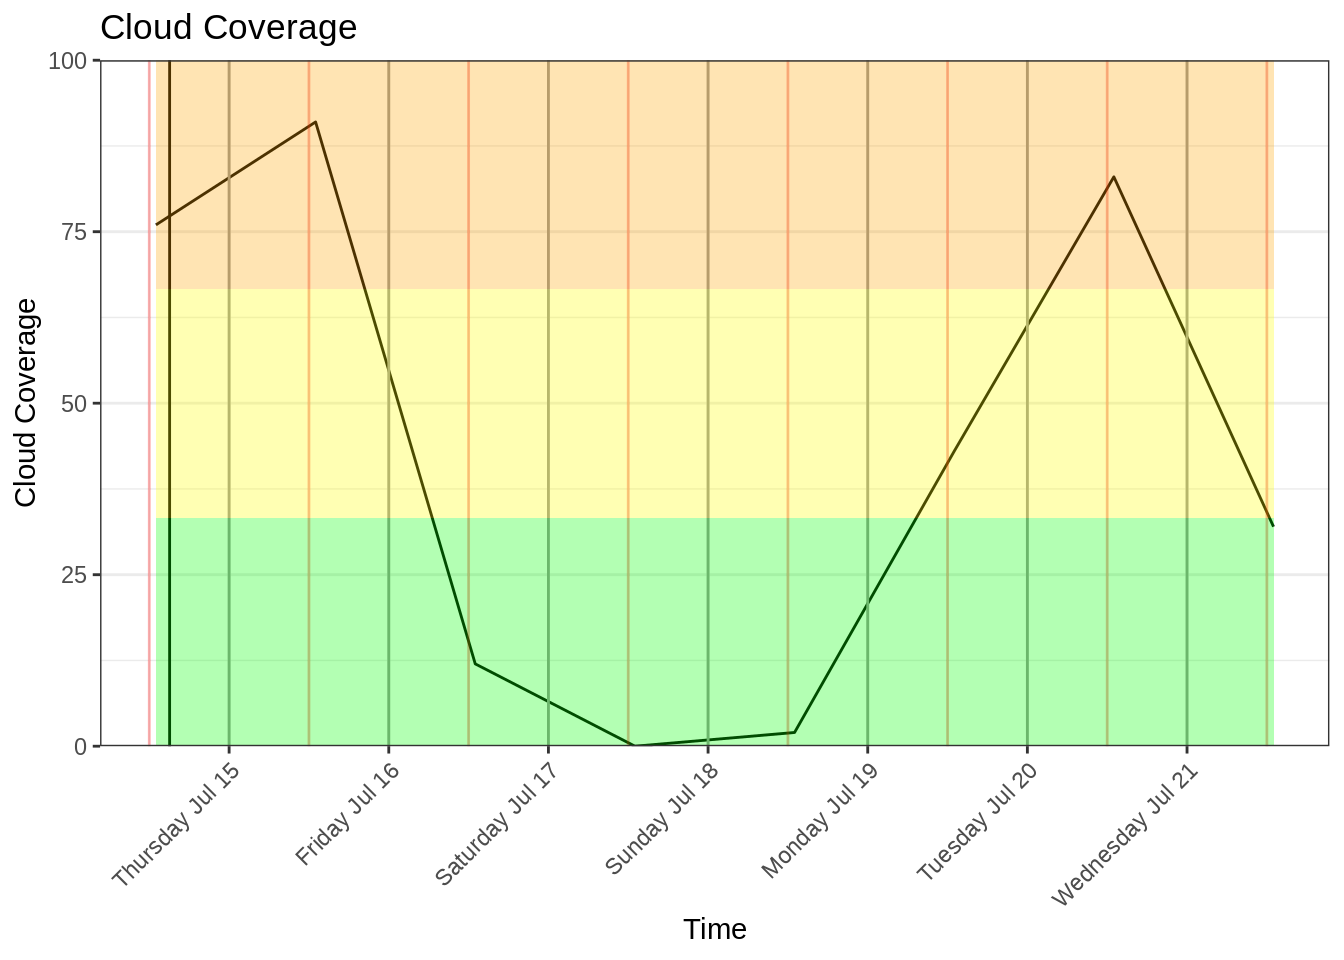 Cloud Coverage
Cloud Coverage
100
75
50
25
0
Thursday Jul 15
Friday Jul 16
Saturday Jul 17
Sunday Jul 18
Monday Jul 19
Tuesday Jul 20
Wednesday Jul 21
Time